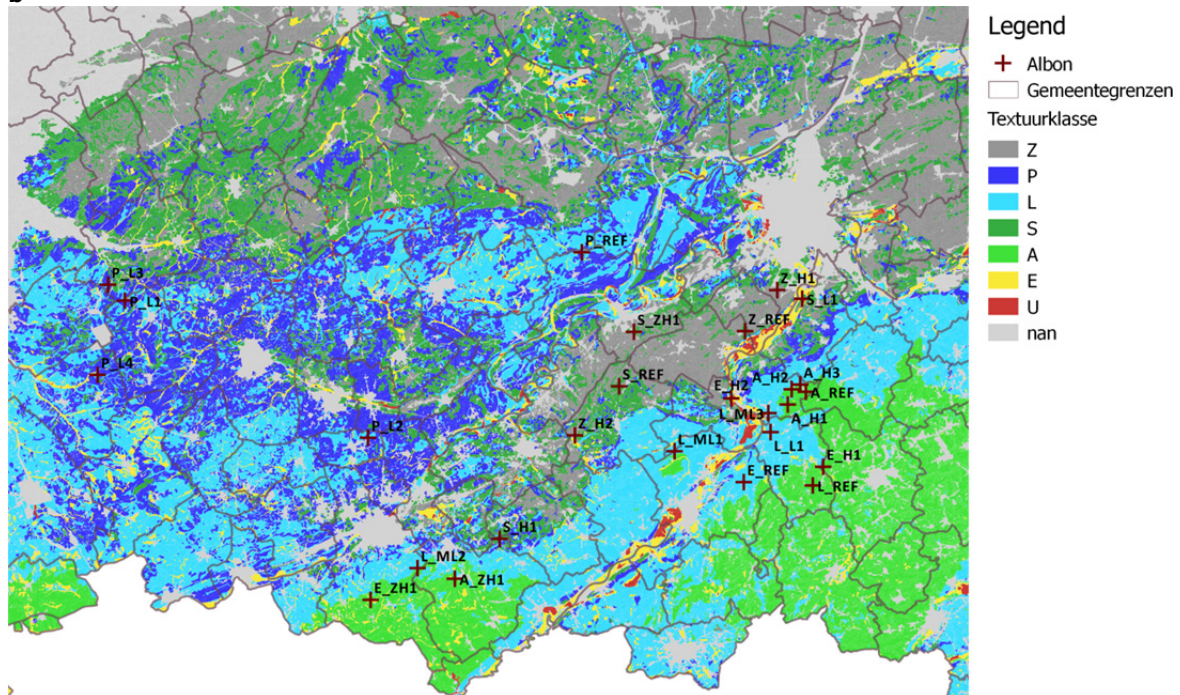 Legend
Albon
Gemeentegrenzen
Textuurklasse
Z
P
L
S
A
E
U
nan
P_REF
P_L3
P_L1
Z_H1
S_L1
S_ZH1
Z_REF
P_L4
S_REF
E_H2
A_H2
A_H3
A_REF
L_ML3
A_H1
P_L2
Z_H2
L_ML1
L_L1
E_H1
E_REF
L_REF
S_H1
L_ML2
A_ZH1
E_ZH1